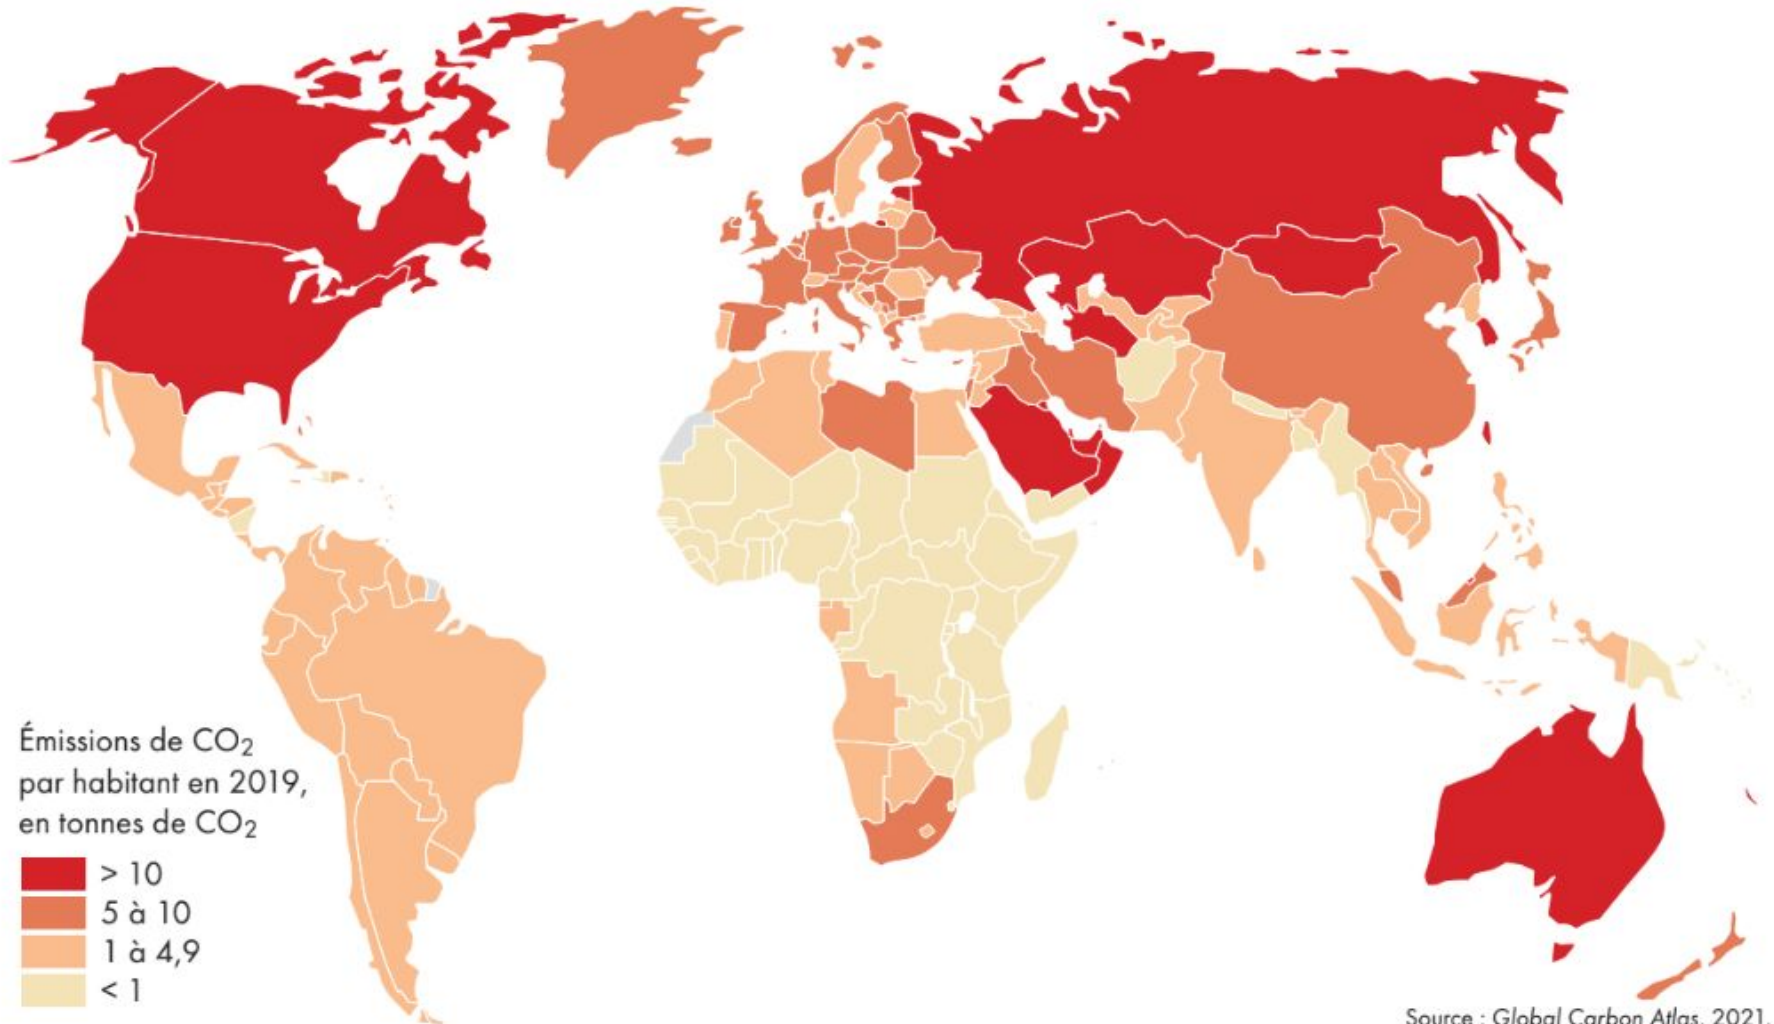 Émissions de CO₂
par habitant en 2019,
en tonnes de CO₂
> 10
5 à 10
1 à 4,9
< 1
Source : Global Carbon Atlas, 2021.